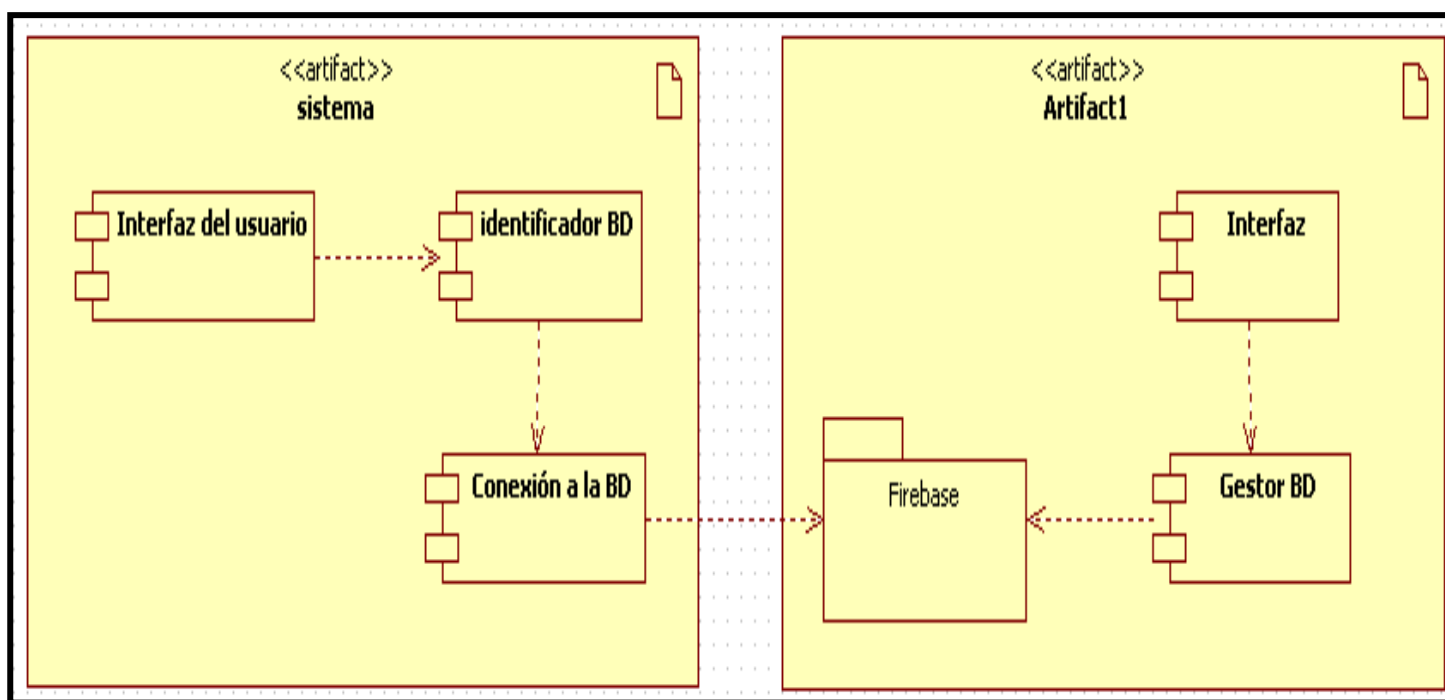 <<artifact>>
sistema
Interfaz del usuario
identificador BD
Conexión a la BD
<<artifact>>
Artifact1
Interfaz
Firebase
Gestor BD